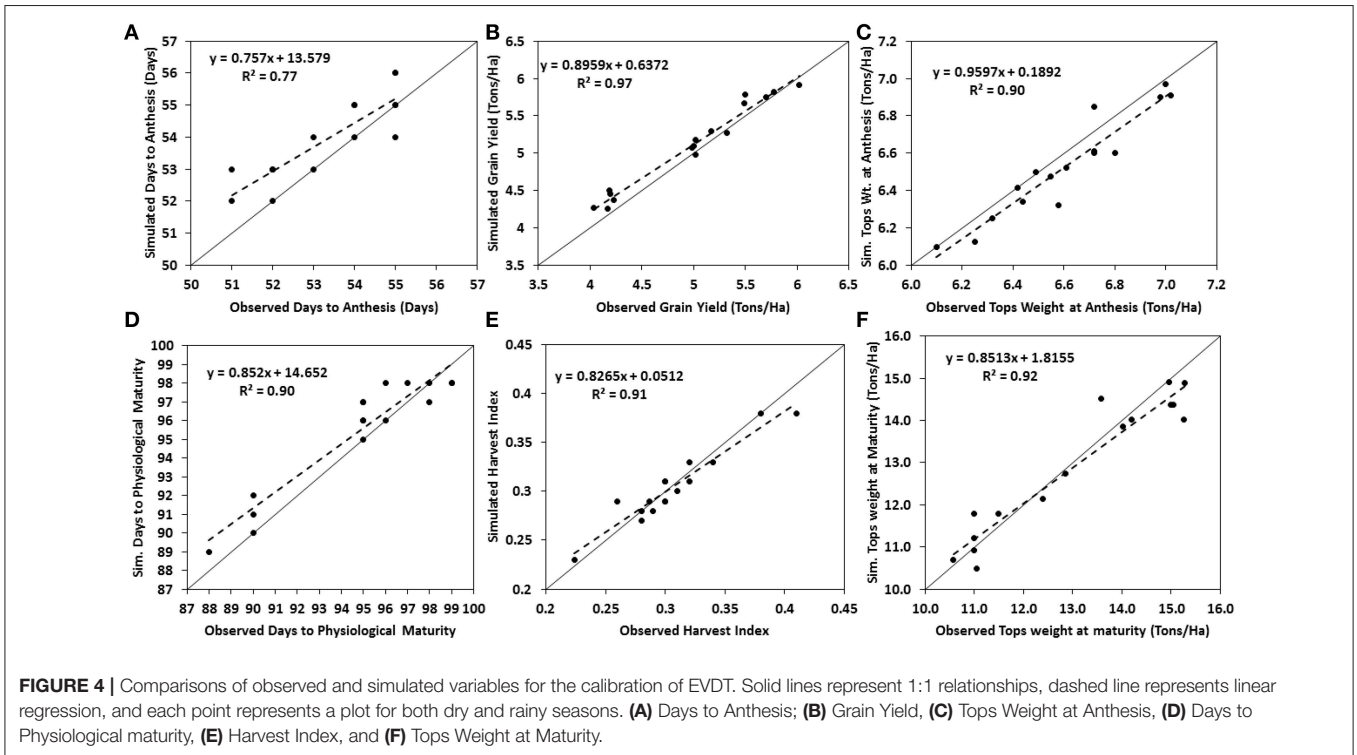 A
Simulated Days to Anthesis (Days)
57
56
55
54
53
52
51
50
y = 0.757x + 13.579
R² = 0.77
50 51 52 53 54 55 56 57
Observed Days to Anthesis (Days)
B
Simulated Grain Yield (Tons/Ha)
6.5
6
5.5
5
4.5
4
3.5
y = 0.8959x + 0.6372
R² = 0.97
3.5 4 4.5 5 5.5 6 6.5
Observed Grain Yield (Tons/Ha)
C
Sim. Tops Wt. at Anthesis (Tons/Ha)
7.2
7.0
6.8
6.6
6.4
6.2
6.0
y = 0.9597x + 0.1892
R² = 0.90
6.0 6.2 6.4 6.6 6.8 7.0 7.2
Observed Tops Weight at Anthesis (Tons/Ha)
D
Sim. Days to Physiological Maturity
100
99
98
97
96
95
94
93
92
91
90
89
88
87
y = 0.852x + 14.652
R² = 0.90
87 88 89 90 91 92 93 94 95 96 97 98 99 100
Observed Days to Physiological Maturity
E
Simulated Harvest Index
0.45
0.4
0.35
0.3
0.25
0.2
y = 0.8265x + 0.0512
R² = 0.91
0.2 0.25 0.3 0.35 0.4 0.45
Observed Harvest Index
F
Sim. Tops weight at Maturity (Tons/Ha)
16.0
15.0
14.0
13.0
12.0
11.0
10.0
y = 0.8513x + 1.8155
R² = 0.92
10.0 11.0 12.0 13.0 14.0 15.0 16.0
Observed Tops weight at maturity (Tons/Ha)
FIGURE 4 | Comparisons of observed and simulated variables for the calibration of EVDT. Solid lines represent 1:1 relationships, dashed line represents linear
regression, and each point represents a plot for both dry and rainy seasons. (A) Days to Anthesis; (B) Grain Yield, (C) Tops Weight at Anthesis, (D) Days to
Physiological maturity, (E) Harvest Index, and (F) Tops Weight at Maturity.